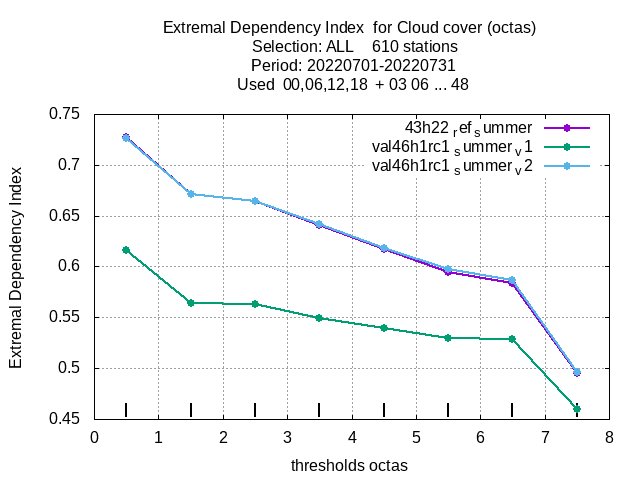 Extremal Dependency Index  for Cloud cover (octas)
Selection: ALL    610 stations
Period: 20220701-20220731
Used  00,06,12,18  + 03 06 ... 48
0.75
0.7
0.65
0.6
0.55
0.5
0.45
Extremal Dependency Index
43h22 ref summer
val46h1rc1 summer v1
val46h1rc1 summer v2
0 1 2 3 4 5 6 7 8
thresholds octas